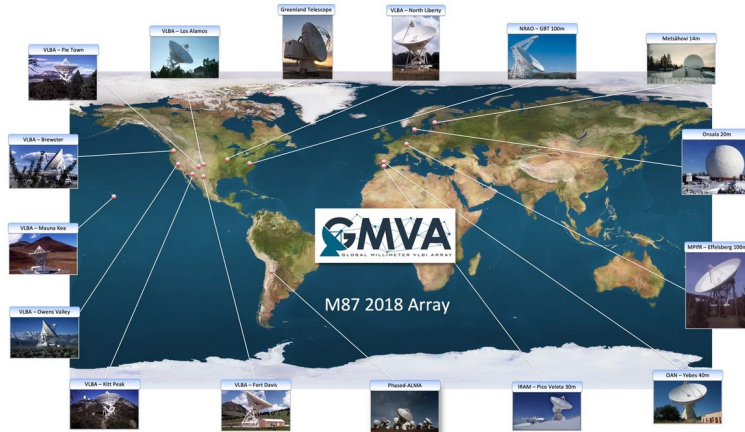 VLBA – Pie Town
VLBA – Los Alamos
Greenland Telescope
VLBA – North Liberty
NRAO – GBT 100m
Metsähovi 14m
VLBA – Brewster
Onsala 20m
VLBA – Mauna Kea
GMVA
GLOBAL MILLIMETER VLBI ARRAY
MPIfR – Effelsberg 100m
M87 2018 Array
VLBA – Owens Valley
VLBA – Kitt Peak
VLBA – Fort Davis
Phased-ALMA
IRAM – Pico Veleta 30m
OAN – Yebes 40m